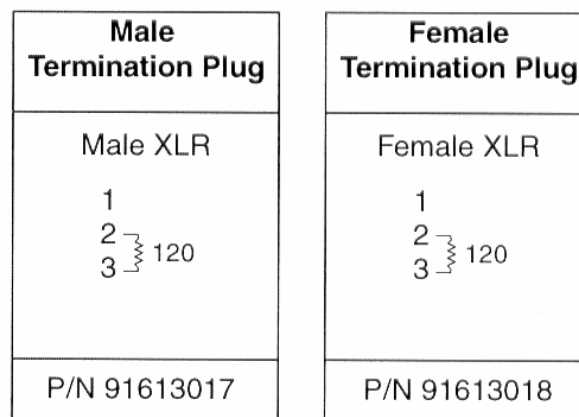 Male
Termination Plug
Male XLR
1
2
3
120
P/N 91613017
Female
Termination Plug
Female XLR
1
2
3
120
P/N 91613018